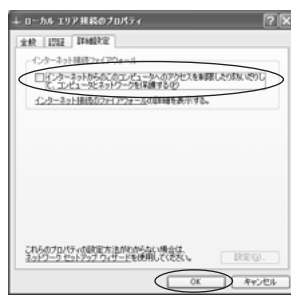 ローカル エリア接続のプロパティ
全般
認証
詳細設定
インターネット接続ファイアウォール
インターネットからのこのコンピュータへのアクセスを制限したり防いだりし
て、コンピュータとネットワークを保護する(P)
インターネット接続のファイアウォールの詳細を表示する。
これらのプロパティの設定方法がわからない場合は、
ネットワーク セットアップ ウィザードを使用してください。
設定(G)...
OK
キャンセル